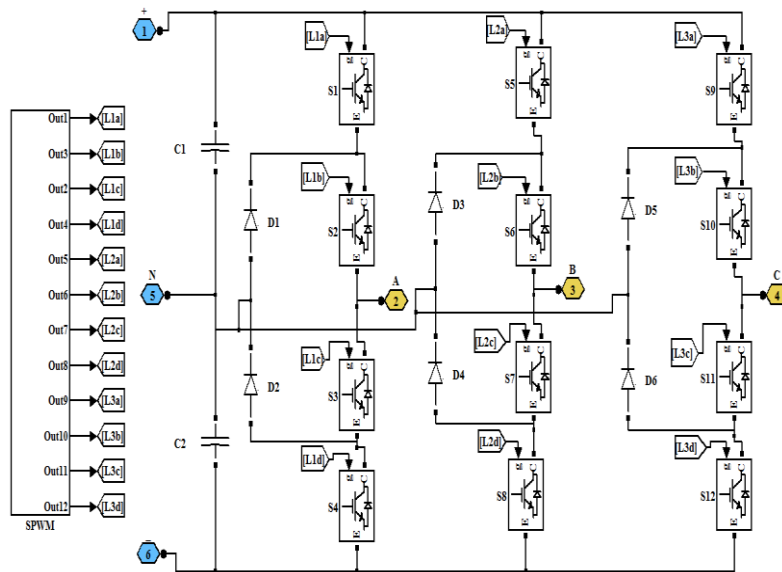 +
1
[L1a]
g
C
S1
E
[L2a]
g
C
S5
E
[L3a]
g
C
S9
E
Out1 [L1a]
Out3 [L1b]
Out2 [L1c]
Out4 [L1d]
Out5 [L2a]
Out6 [L2b]
Out7 [L2c]
Out8 [L2d]
Out9 [L3a]
Out10 [L3b]
Out11 [L3c]
Out12 [L3d]
SPWM
C1
[L1b]
g
C
S2
E
D1
[L2b]
g
C
S6
E
D3
[L3b]
g
C
S10
E
D5
N
5
A
2
B
3
C
4
[L1c]
g
C
S3
E
D2
[L2c]
g
C
S7
E
D4
[L3c]
g
C
S11
E
D6
C2
[L1d]
g
C
S4
E
[L2d]
g
C
S8
E
[L3d]
g
C
S12
E
−
6